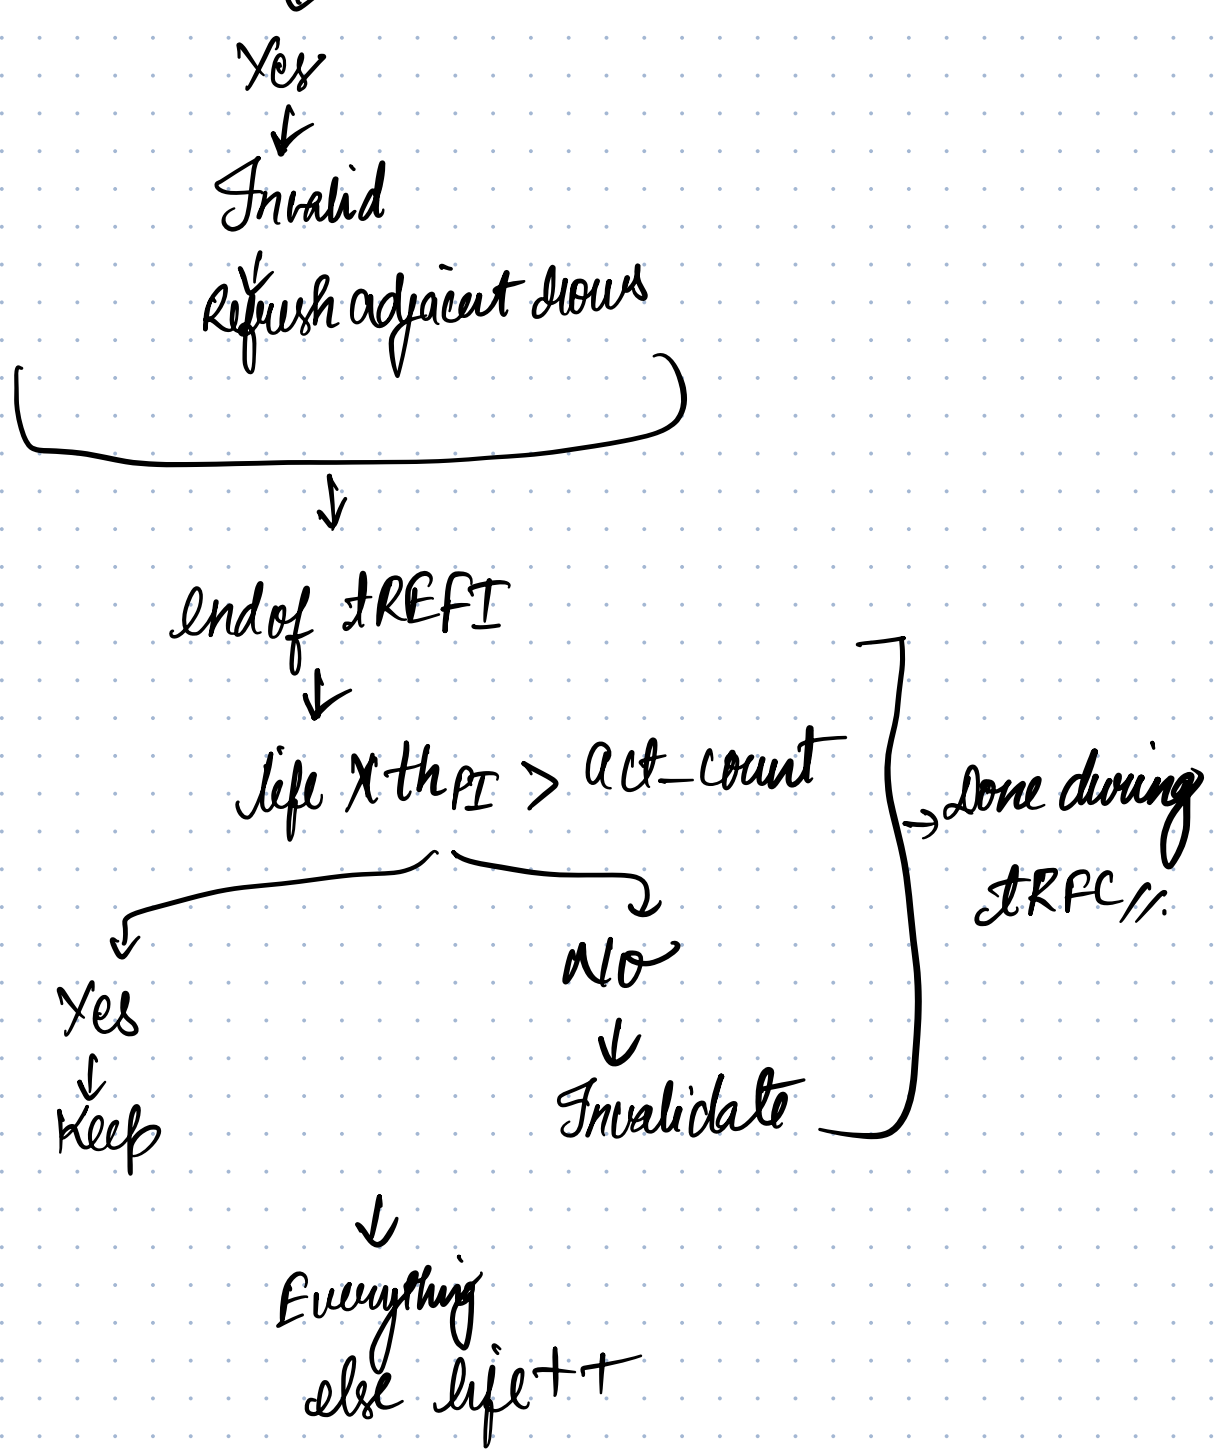 Yes
Invalid
Refresh adjacent rows
end of tREFI
life X thPI > act_count
Done during
tRFC //.
Yes
No
Keep
Invalidate
Everything
else life++